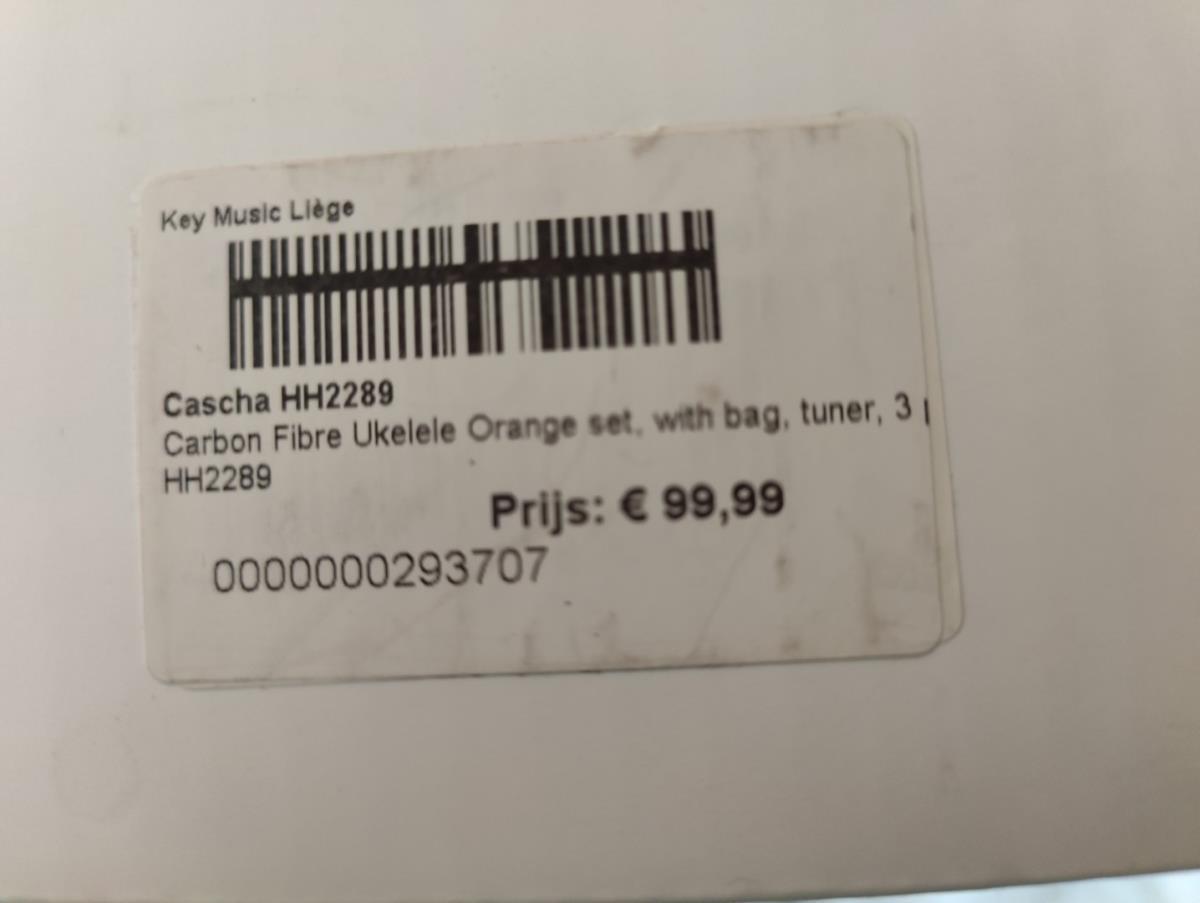 Key Music Liège
Cascha HH2289
Carbon Fibre Ukelele Orange set, with bag, tuner, 3
HH2289
Prijs: € 99,99
0000000293707